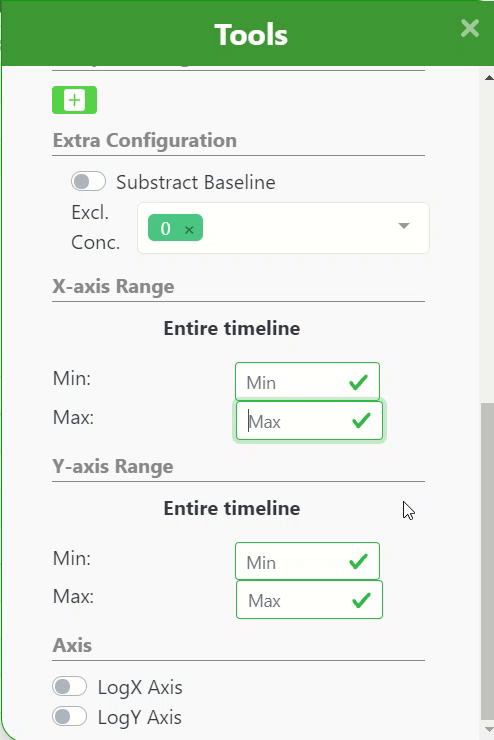 Tools
Extra Configuration
Substract Baseline
Excl.
Conc.
0 ×
X-axis Range
Entire timeline
Min: Min
Max: Max
Y-axis Range
Entire timeline
Min: Min
Max: Max
Axis
LogX Axis
LogY Axis